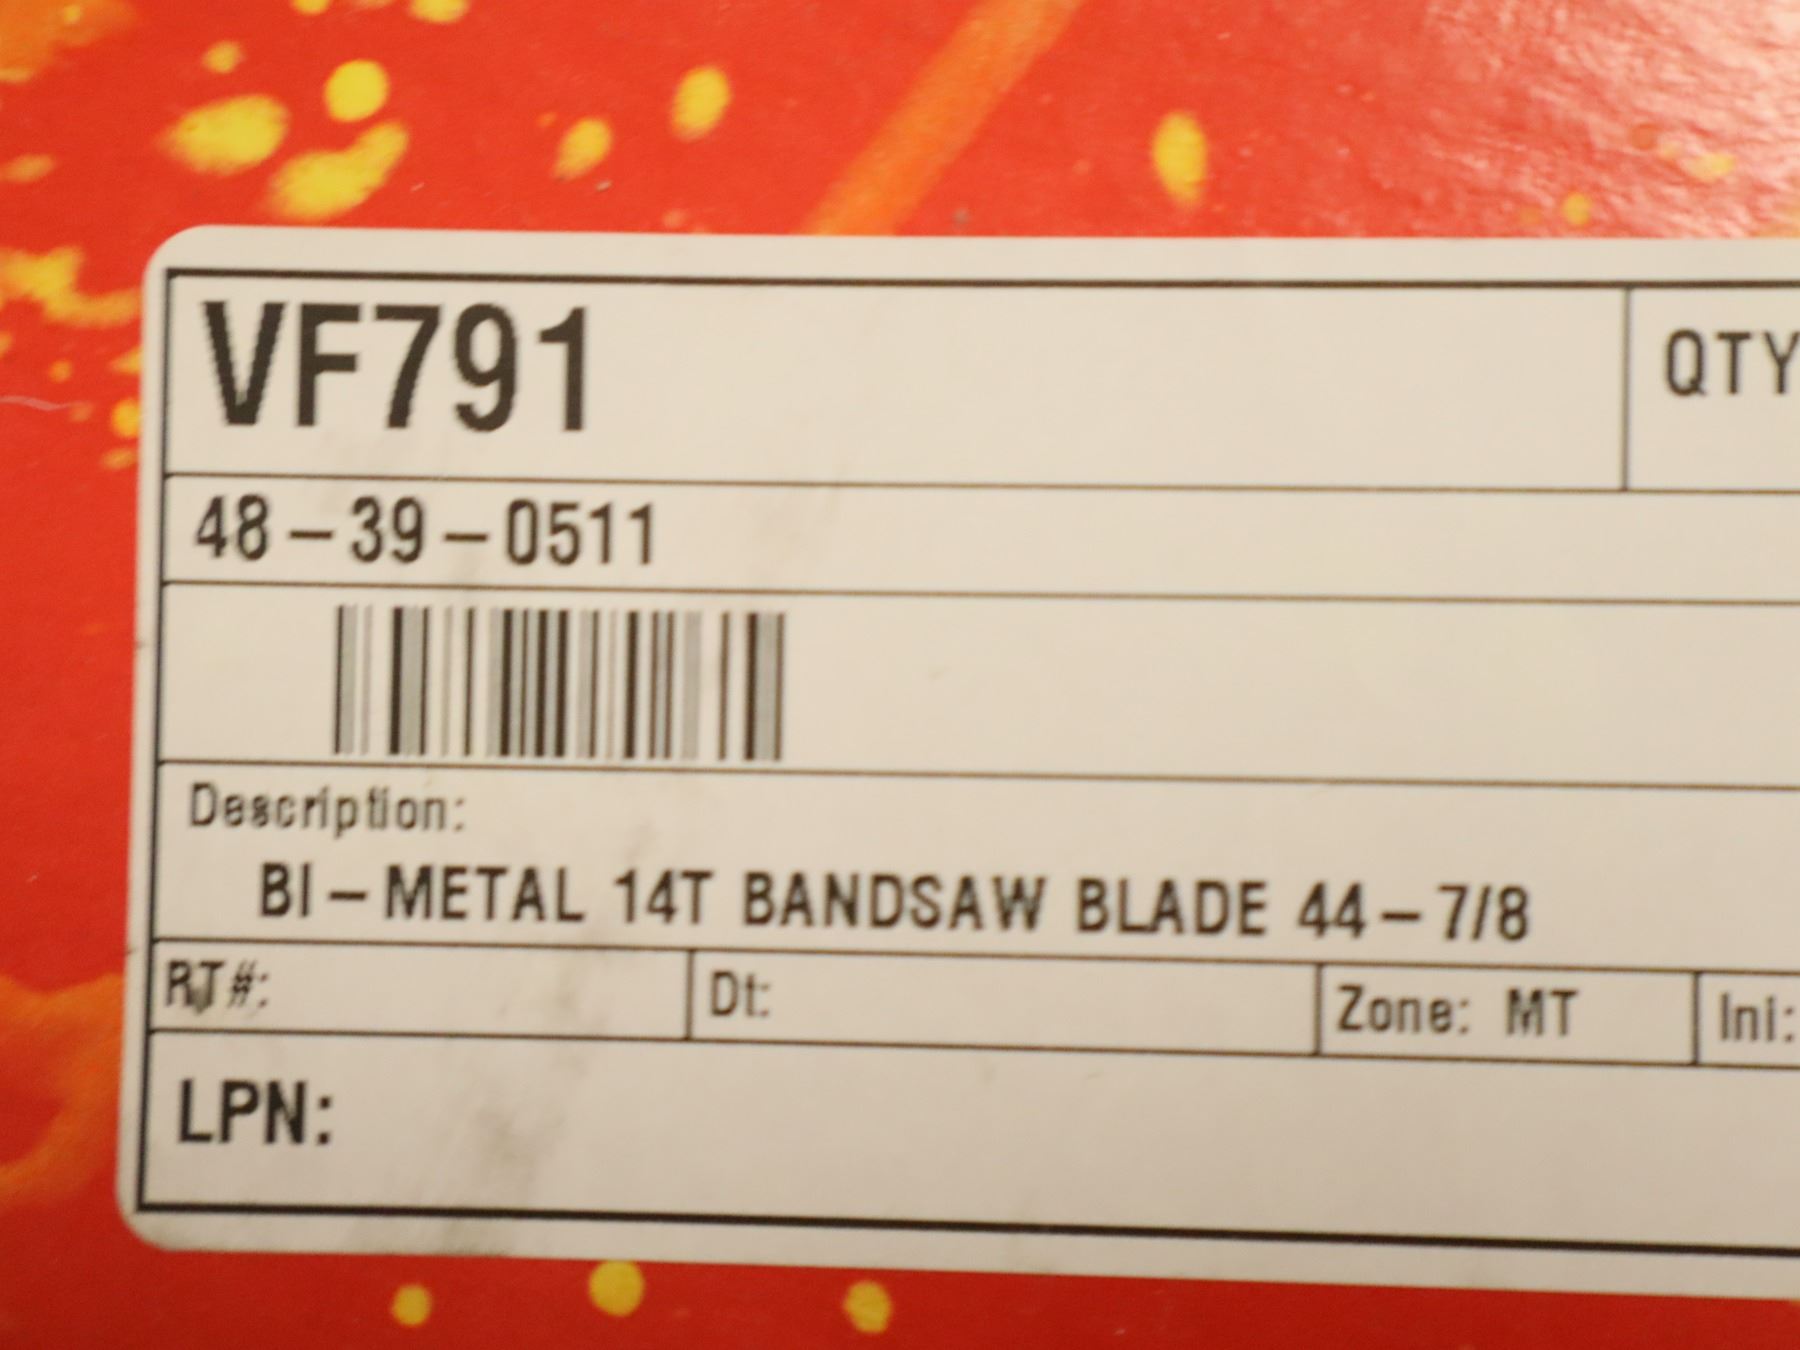 VF791
QTY
48-39-0511
Description:
BI-METAL 14T BANDSAW BLADE 44-7/8
RT#:
Dt:
Zone: MT
Ini:
LPN: